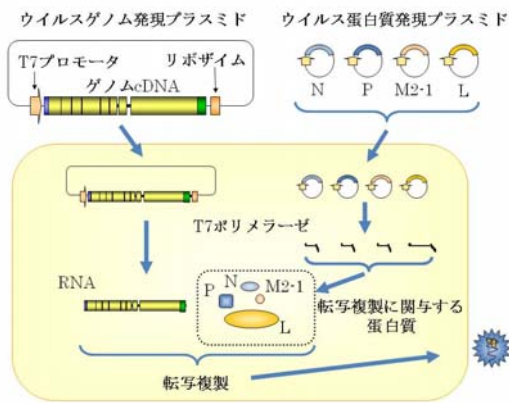 ウイルスゲノム発現プラスミド
ウイルス蛋白質発現プラスミド
T7プロモータ
リボザイム
ゲノムcDNA
N
P
M2-1
L
T7ポリメラーゼ
RNA
N
M2-1
P
L
転写複製に関与する
蛋白質
転写複製